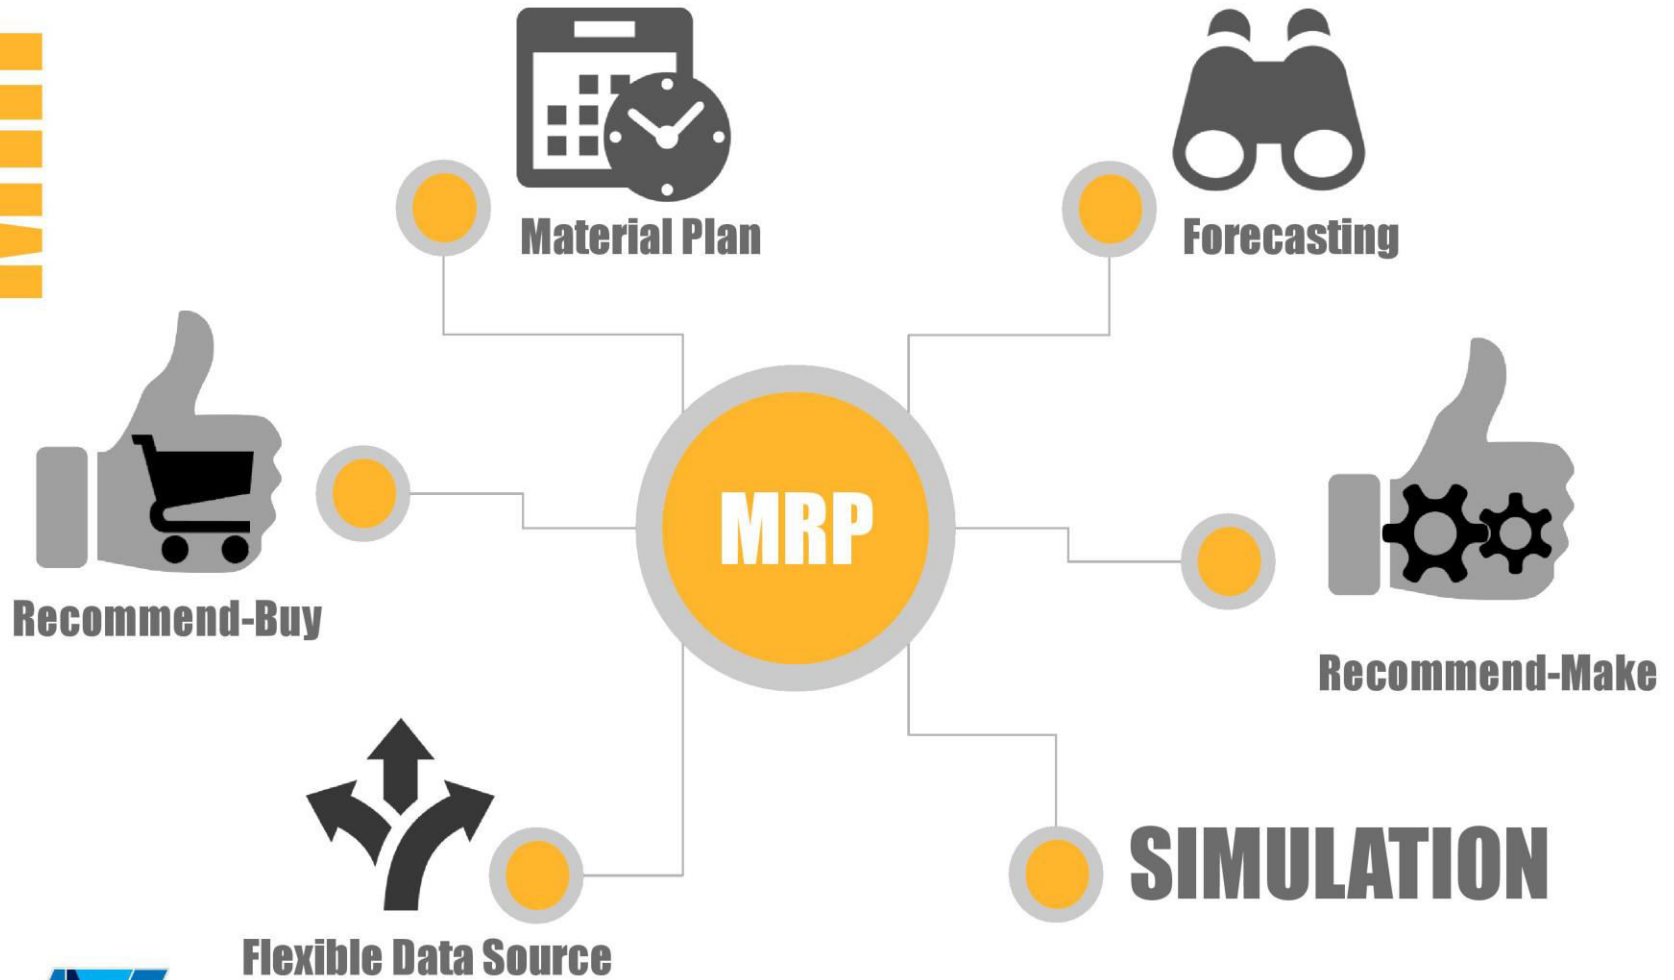 Material Plan
Forecasting
MRP
Recommend-Buy
Recommend-Make
SIMULATION
Flexible Data Source